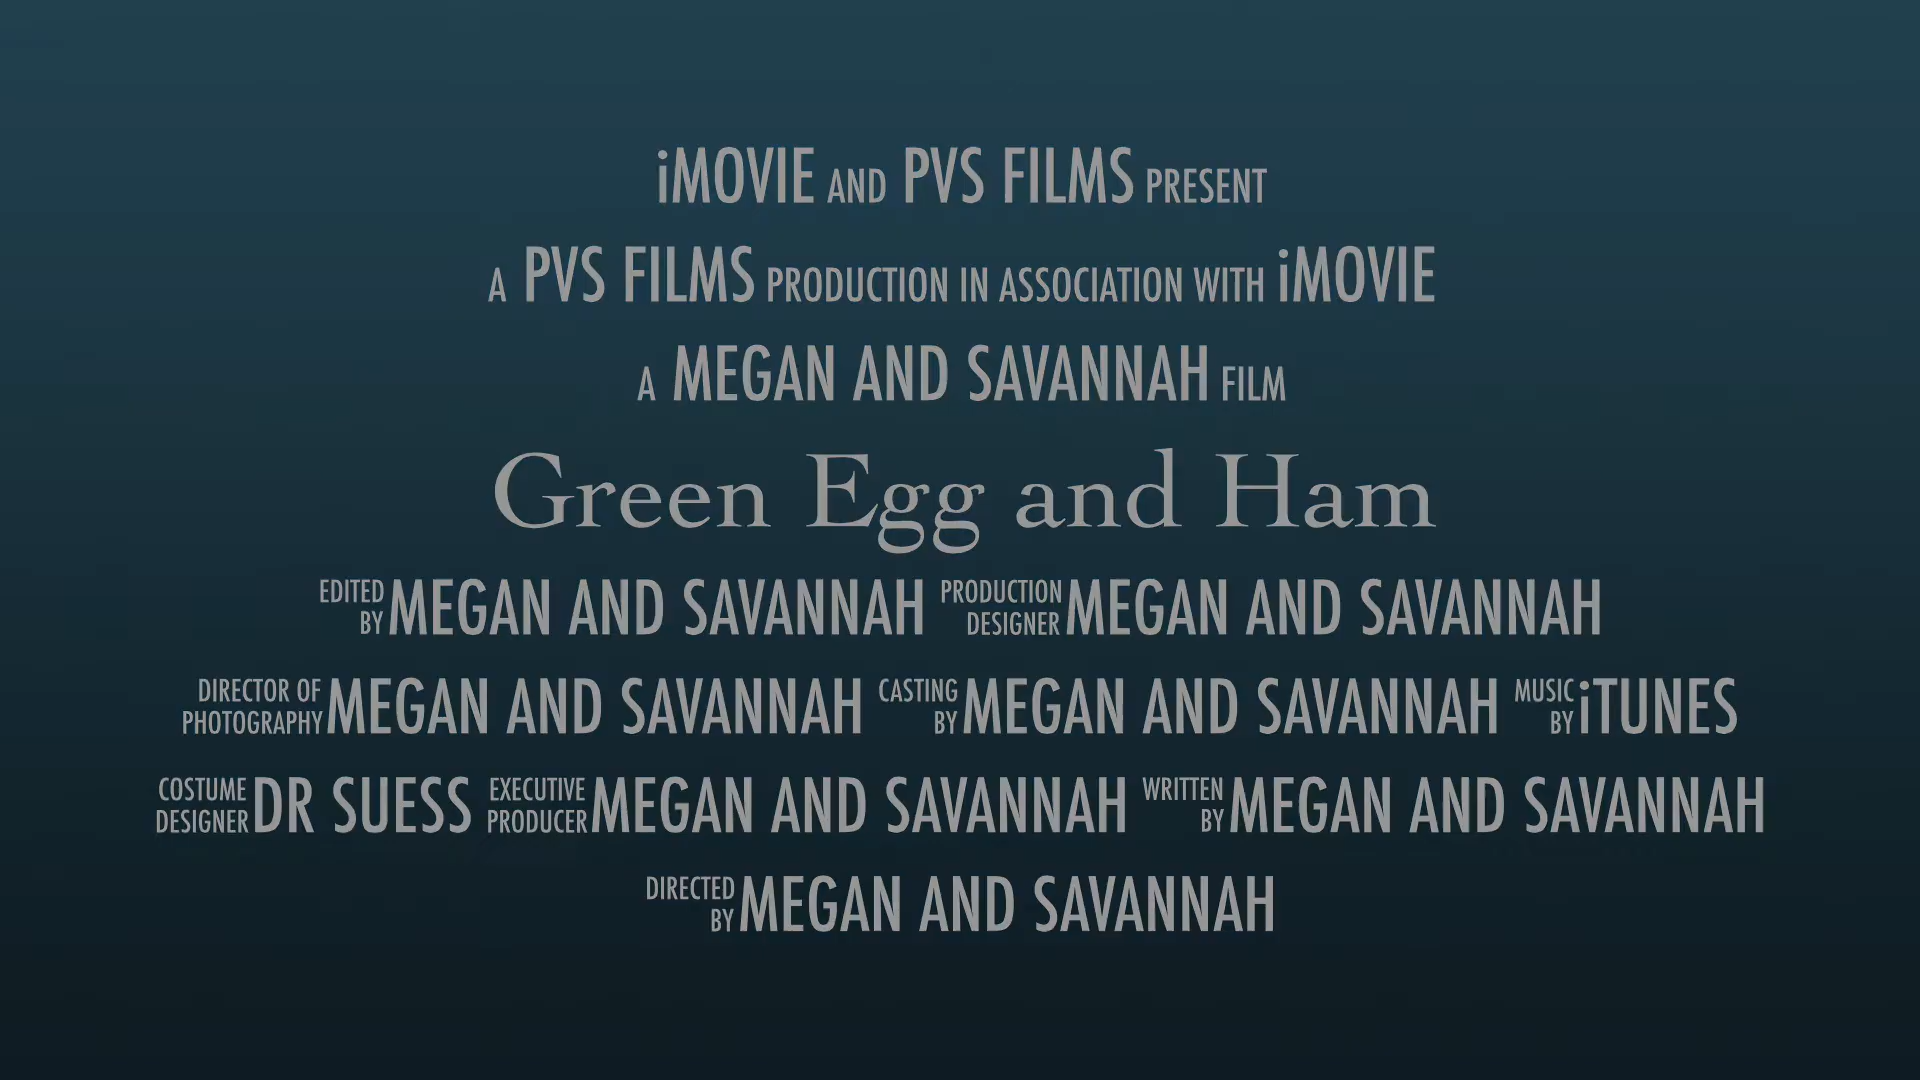 iMOVIE AND PVS FILMS PRESENT
A PVS FILMS PRODUCTION IN ASSOCIATION WITH iMOVIE
A MEGAN AND SAVANNAH FILM
Green Egg and Ham
EDITED BY MEGAN AND SAVANNAH PRODUCTION DESIGNER MEGAN AND SAVANNAH
DIRECTOR OF PHOTOGRAPHY MEGAN AND SAVANNAH CASTING BY MEGAN AND SAVANNAH MUSIC BY iTUNES
COSTUME DESIGNER DR SUESS EXECUTIVE PRODUCER MEGAN AND SAVANNAH WRITTEN BY MEGAN AND SAVANNAH
DIRECTED BY MEGAN AND SAVANNAH